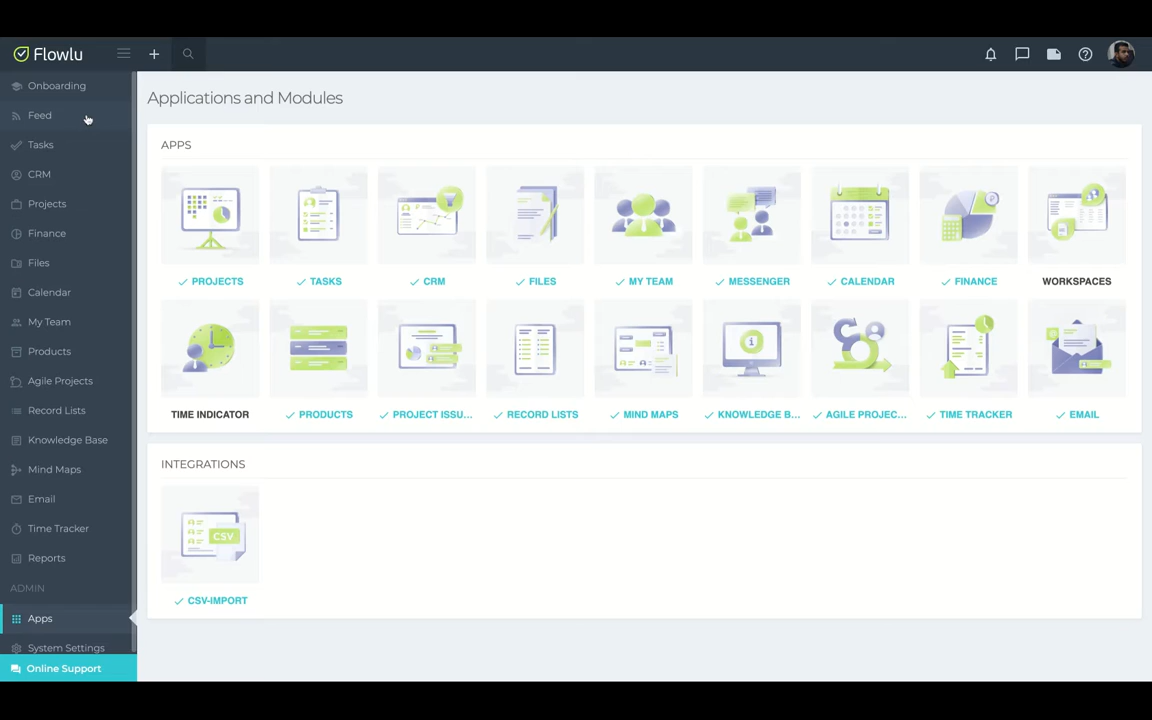 Flowlu
Onboarding
Feed
Tasks
CRM
Projects
Finance
Files
Calendar
My Team
Products
Agile Projects
Record Lists
Knowledge Base
Mind Maps
Email
Time Tracker
Reports
ADMIN
Apps
System Settings
Online Support
Applications and Modules
APPS
PROJECTS
TASKS
CRM
FILES
MY TEAM
MESSENGER
CALENDAR
FINANCE
WORKSPACES
TIME INDICATOR
PRODUCTS
PROJECT ISSU...
RECORD LISTS
MIND MAPS
KNOWLEDGE B...
AGILE PROJEC...
TIME TRACKER
EMAIL
INTEGRATIONS
CSV
CSV-IMPORT